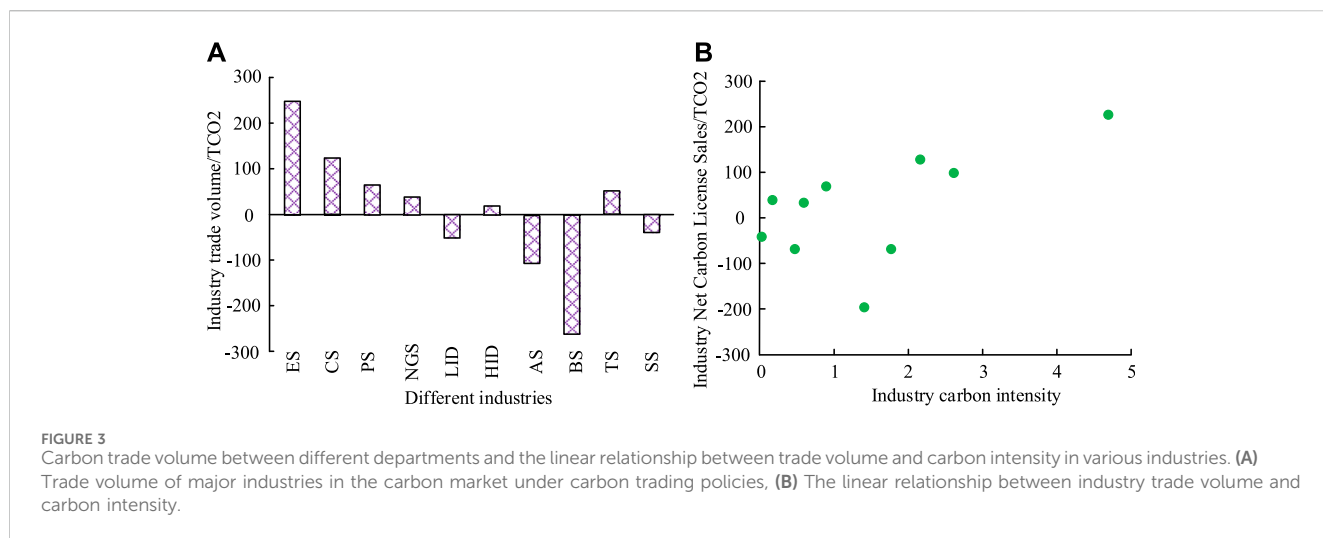 A
Industry trade volume/TCO2
300
200
100
0
-100
-200
-300
ES
CS
PS
NGS
LID
HID
AS
BS
TS
SS
Different industries
B
Industry Net Carbon License Sales/TCO2
300
200
100
0
-100
-200
-300
0 1 2 3 4 5
Industry carbon intensity
FIGURE 3
Carbon trade volume between different departments and the linear relationship between trade volume and carbon intensity in various industries. (A)
Trade volume of major industries in the carbon market under carbon trading policies, (B) The linear relationship between industry trade volume and
carbon intensity.